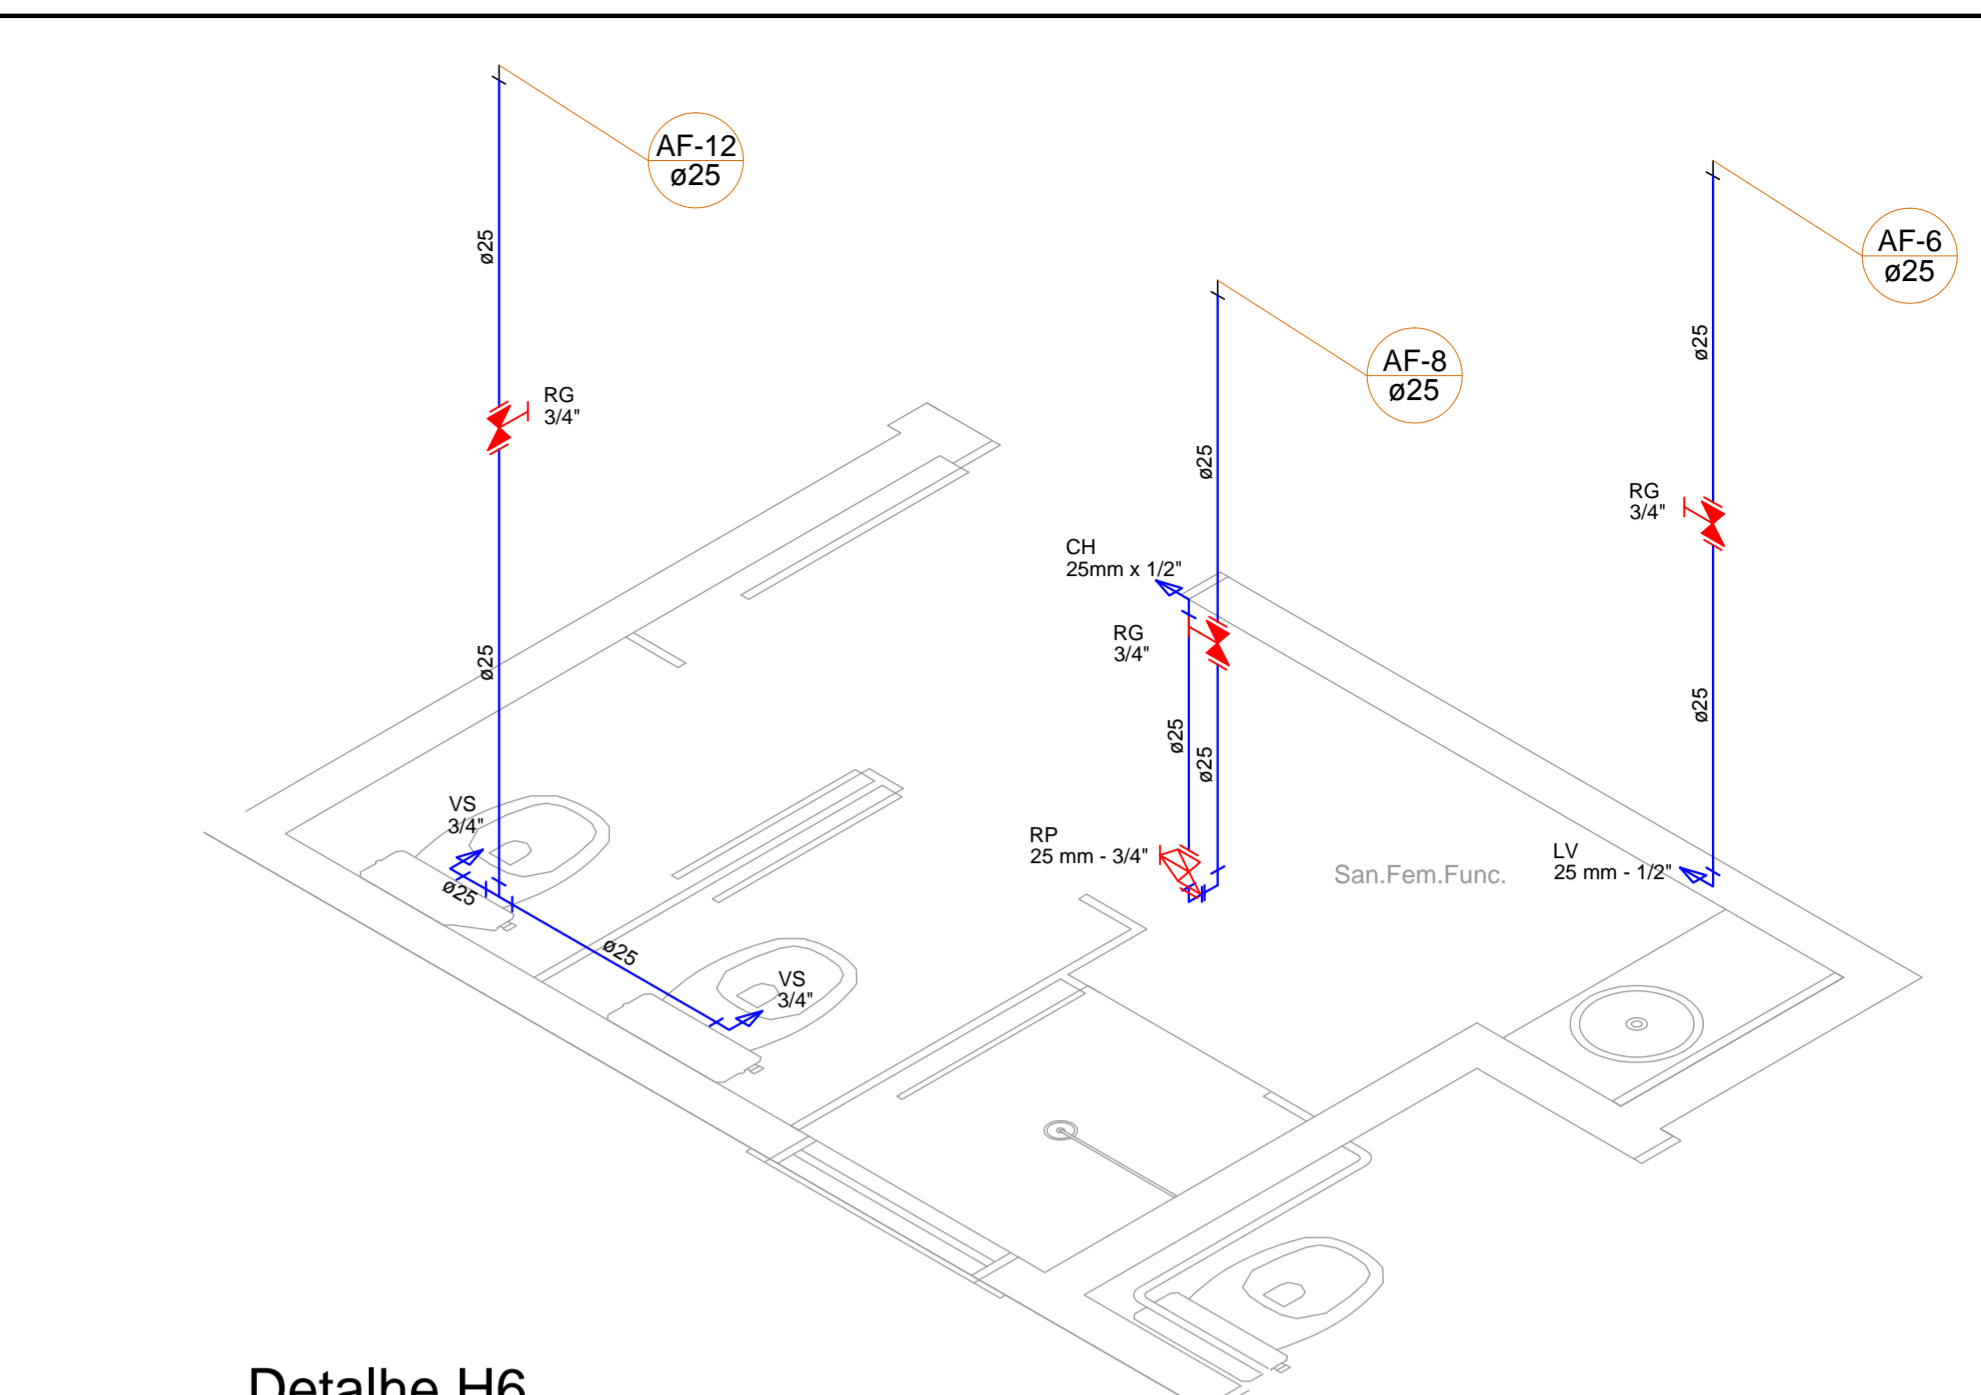 AF-12
ø25
AF-6
ø25
ø25
AF-8
ø25
ø25
RG
3/4"
ø25
RG
3/4"
CH
25mm x 1/2"
RG
3/4"
ø25
ø25
ø25
ø25
VS
3/4"
RP
25 mm - 3/4"
San.Fem.Func.
LV
25 mm - 1/2"
ø25
ø25
VS
3/4"
Detalhe H6